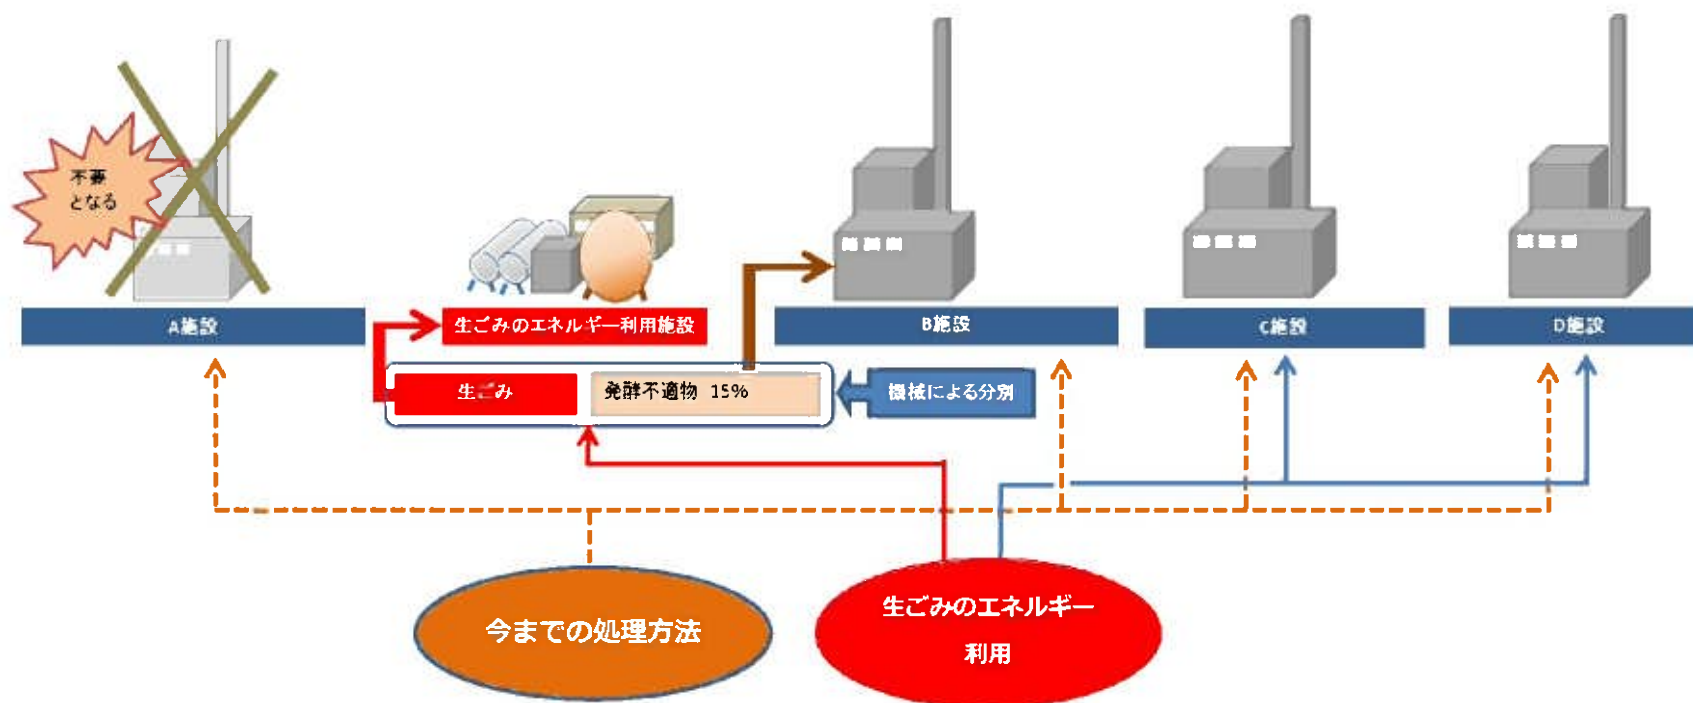 不要
となる
A施設
生ごみのエネルギー利用施設
B施設
C施設
D施設
生ごみ
発酵不適物 15%
機械による分別
今までの処理方法
生ごみのエネルギー
利用